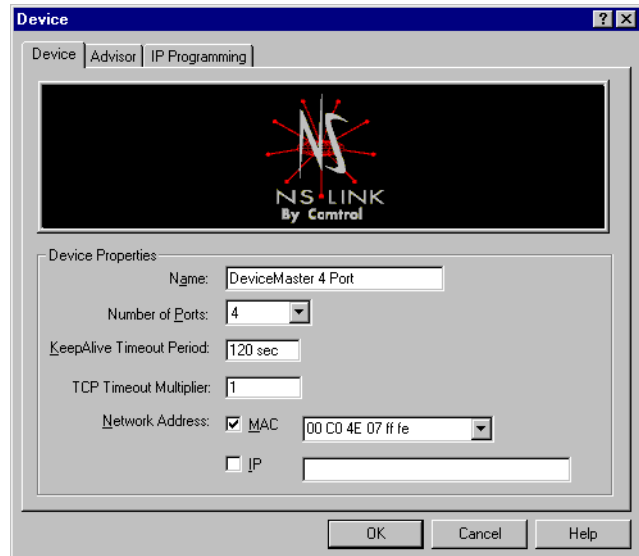 Device
Device Advisor IP Programming
NS
NS LINK
By Comtrol
Device Properties
Name: DeviceMaster 4 Port
Number of Ports: 4
KeepAlive Timeout Period: 120 sec
TCP Timeout Multiplier: 1
Network Address: MAC 00 C0 4E 07 ff fe
IP
OK Cancel Help